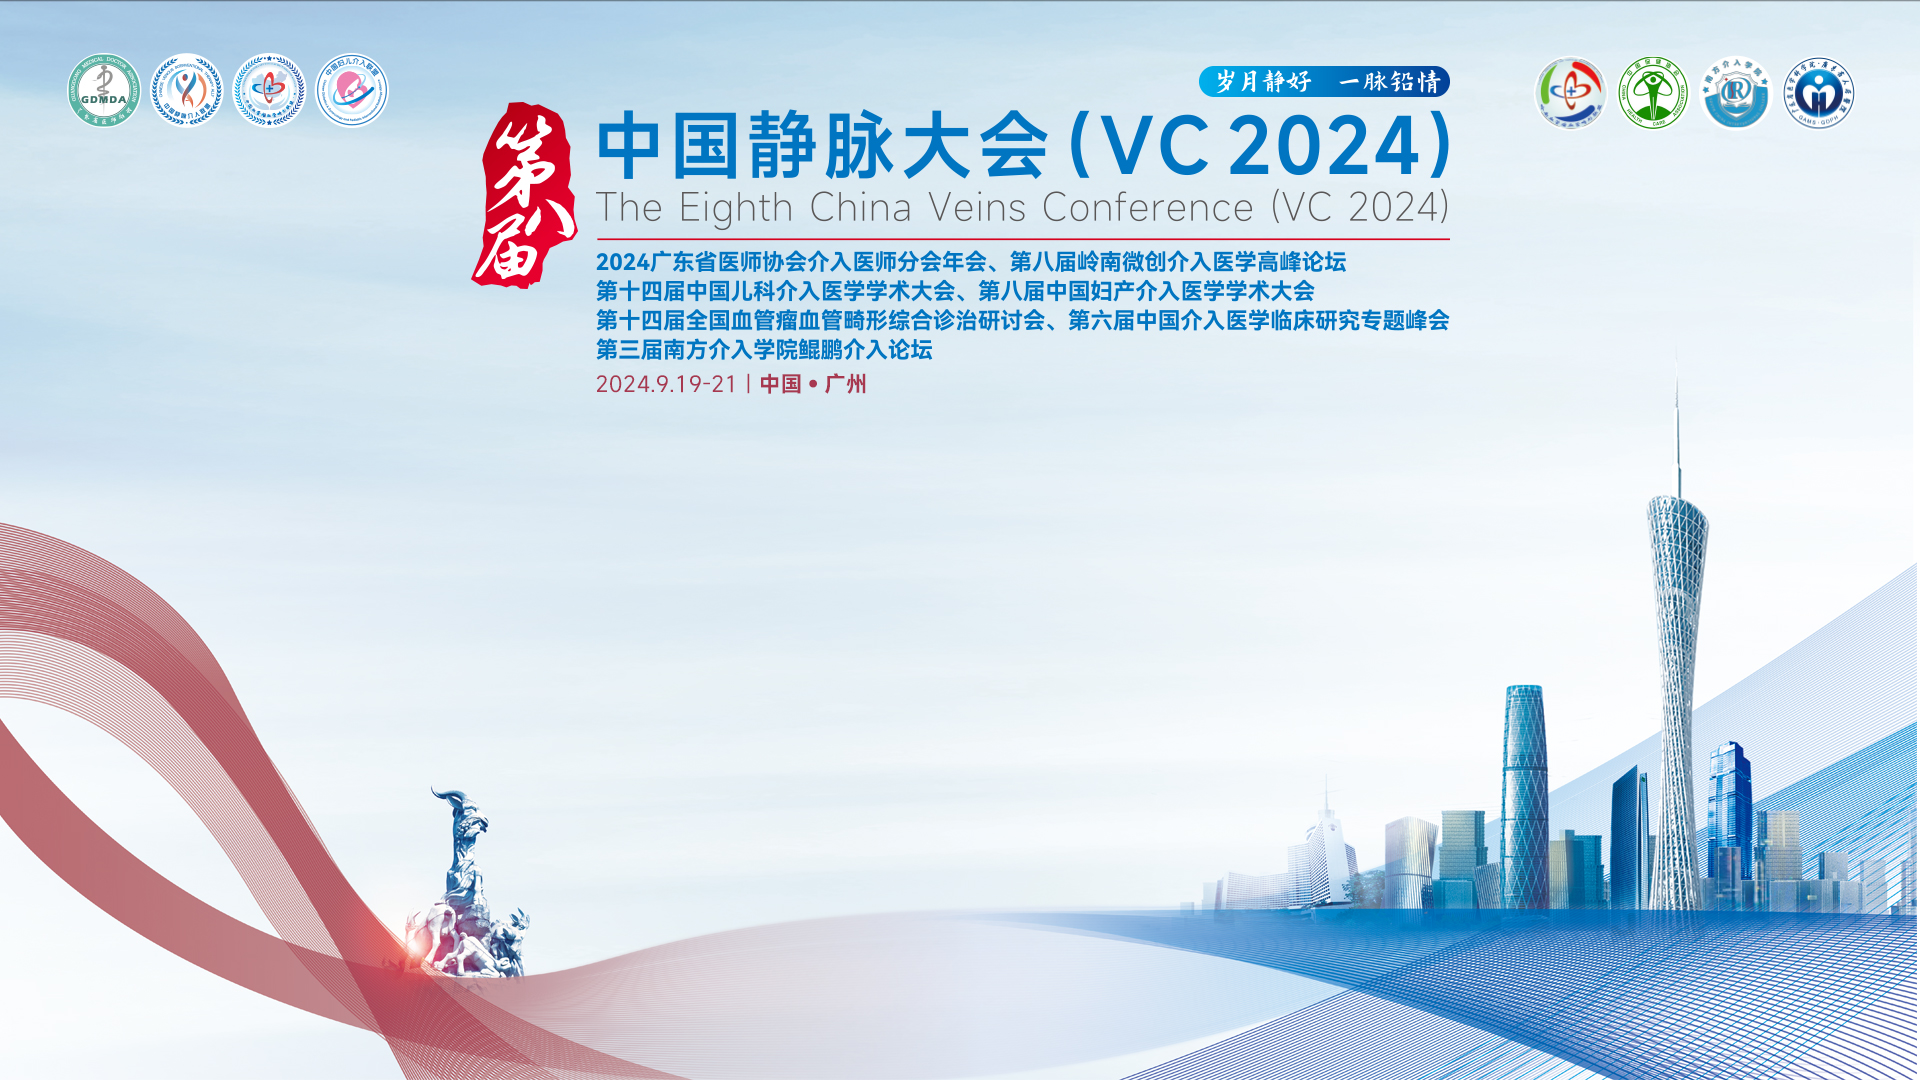 GDMDA
岁月静好 一脉铅情
第八届
中国静脉大会(VC 2024)
The Eighth China Veins Conference (VC 2024)
2024广东省医师协会介入医师分会年会、第八届岭南微创介入医学高峰论坛
第十四届中国儿科介入医学学术大会、第八届中国妇产介入医学学术大会
第十四届全国血管瘤血管畸形综合诊治研讨会、第六届中国介入医学临床研究专题峰会
第三届南方介入学院鲲鹏介入论坛
2024.9.19-21 | 中国 • 广州